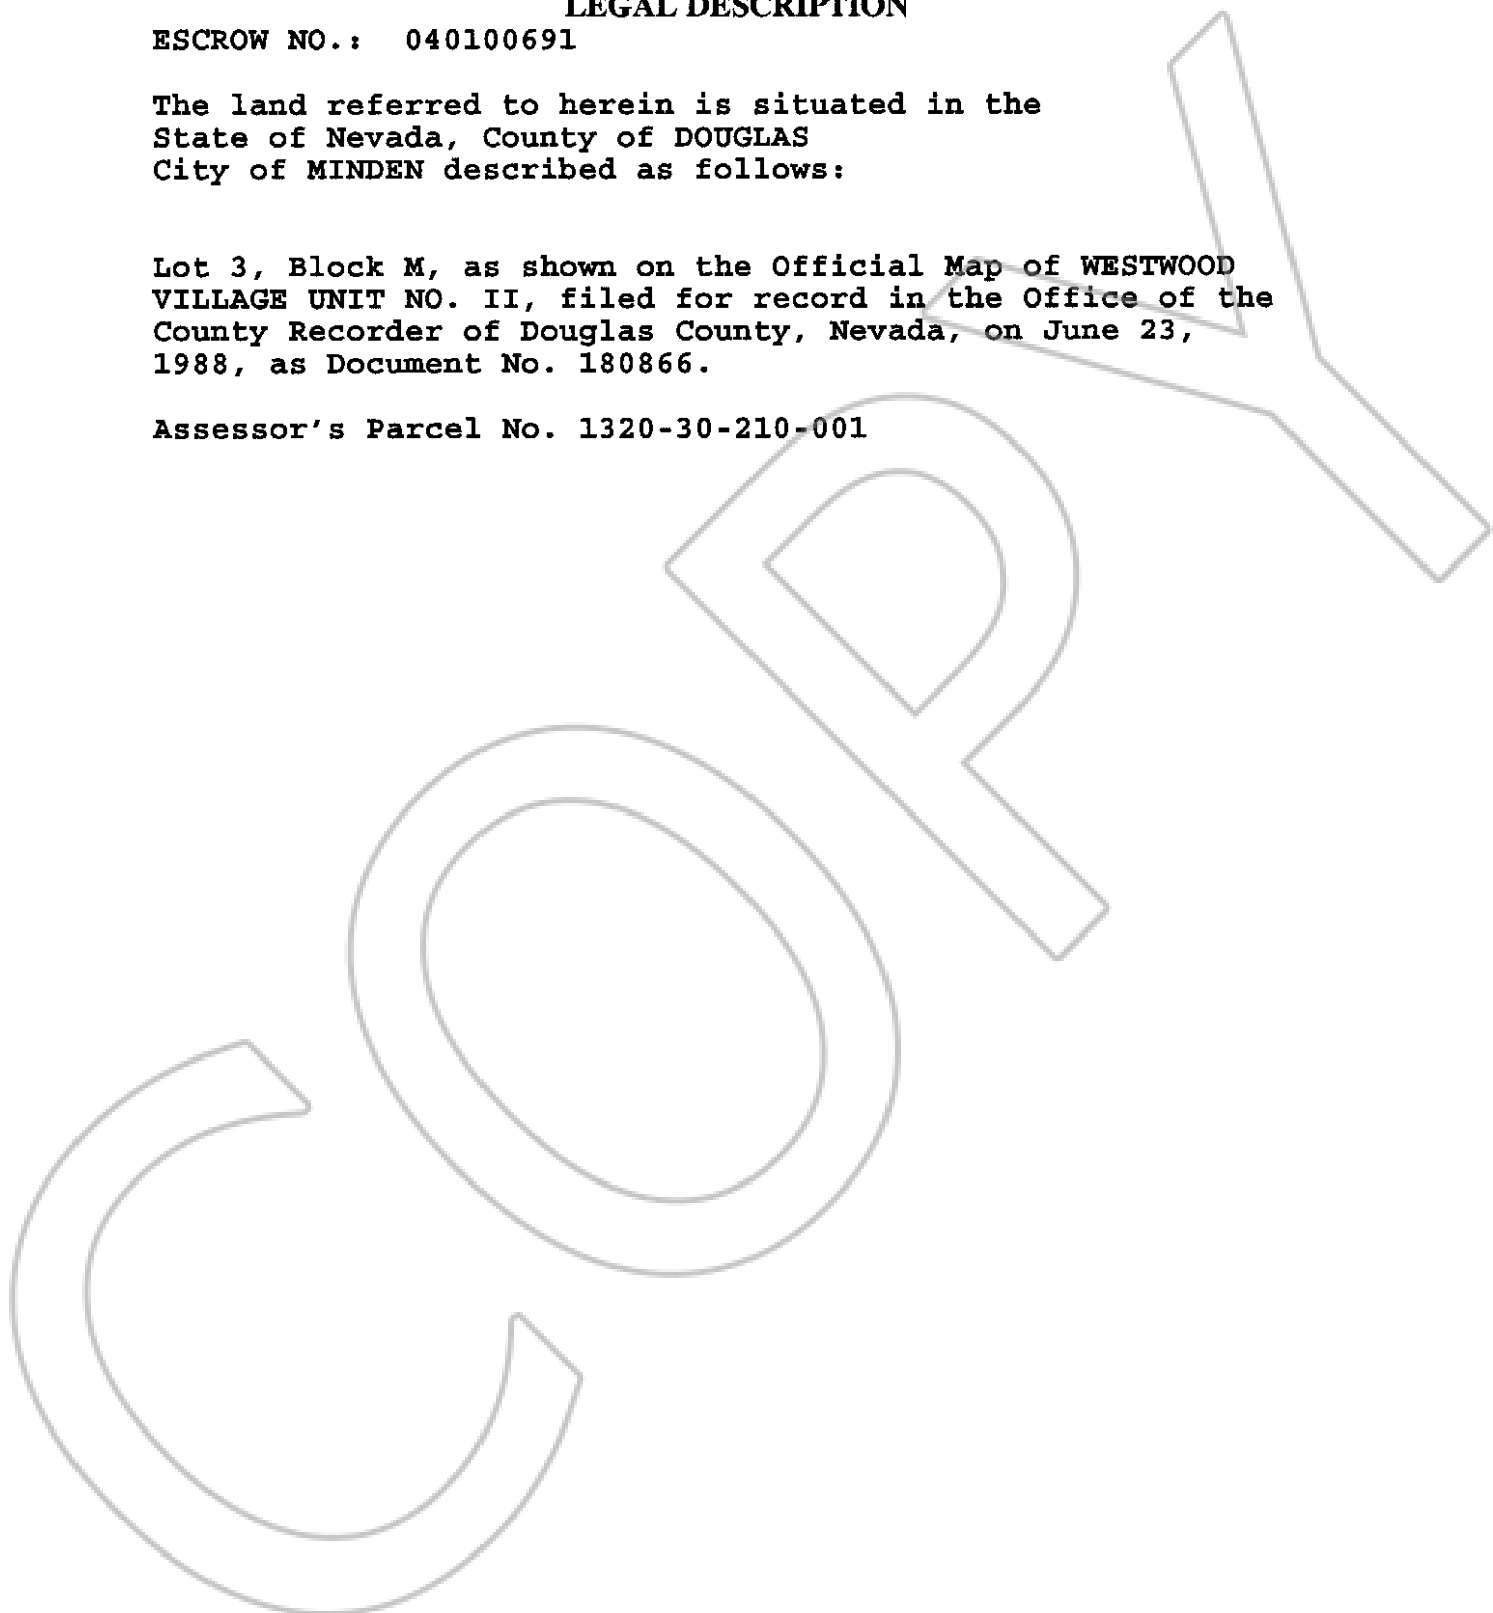 LEGAL DESCRIPTION
ESCROW NO.: 040100691
The land referred to herein is situated in the
State of Nevada, County of DOUGLAS
City of MINDEN described as follows:
Lot 3, Block M, as shown on the Official Map of WESTWOOD
VILLAGE UNIT NO. II, filed for record in the Office of the
County Recorder of Douglas County, Nevada, on June 23,
1988, as Document No. 180866.
Assessor's Parcel No. 1320-30-210-001
COPY